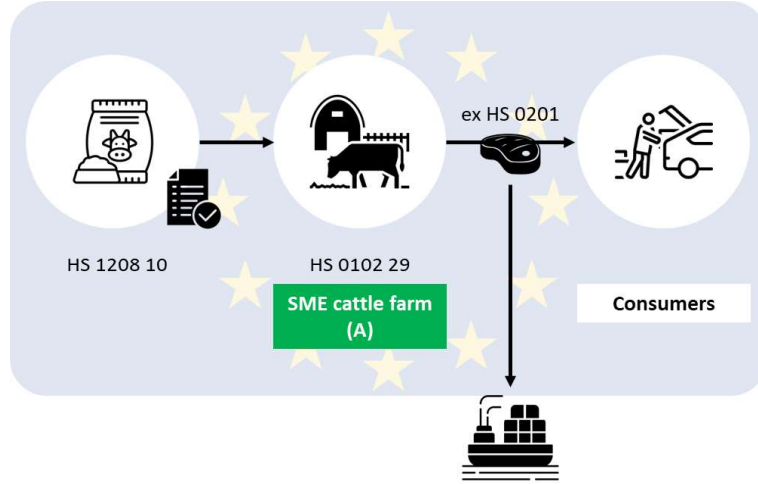 ex HS 0201
HS 1208 10
HS 0102 29
SME cattle farm
(A)
Consumers